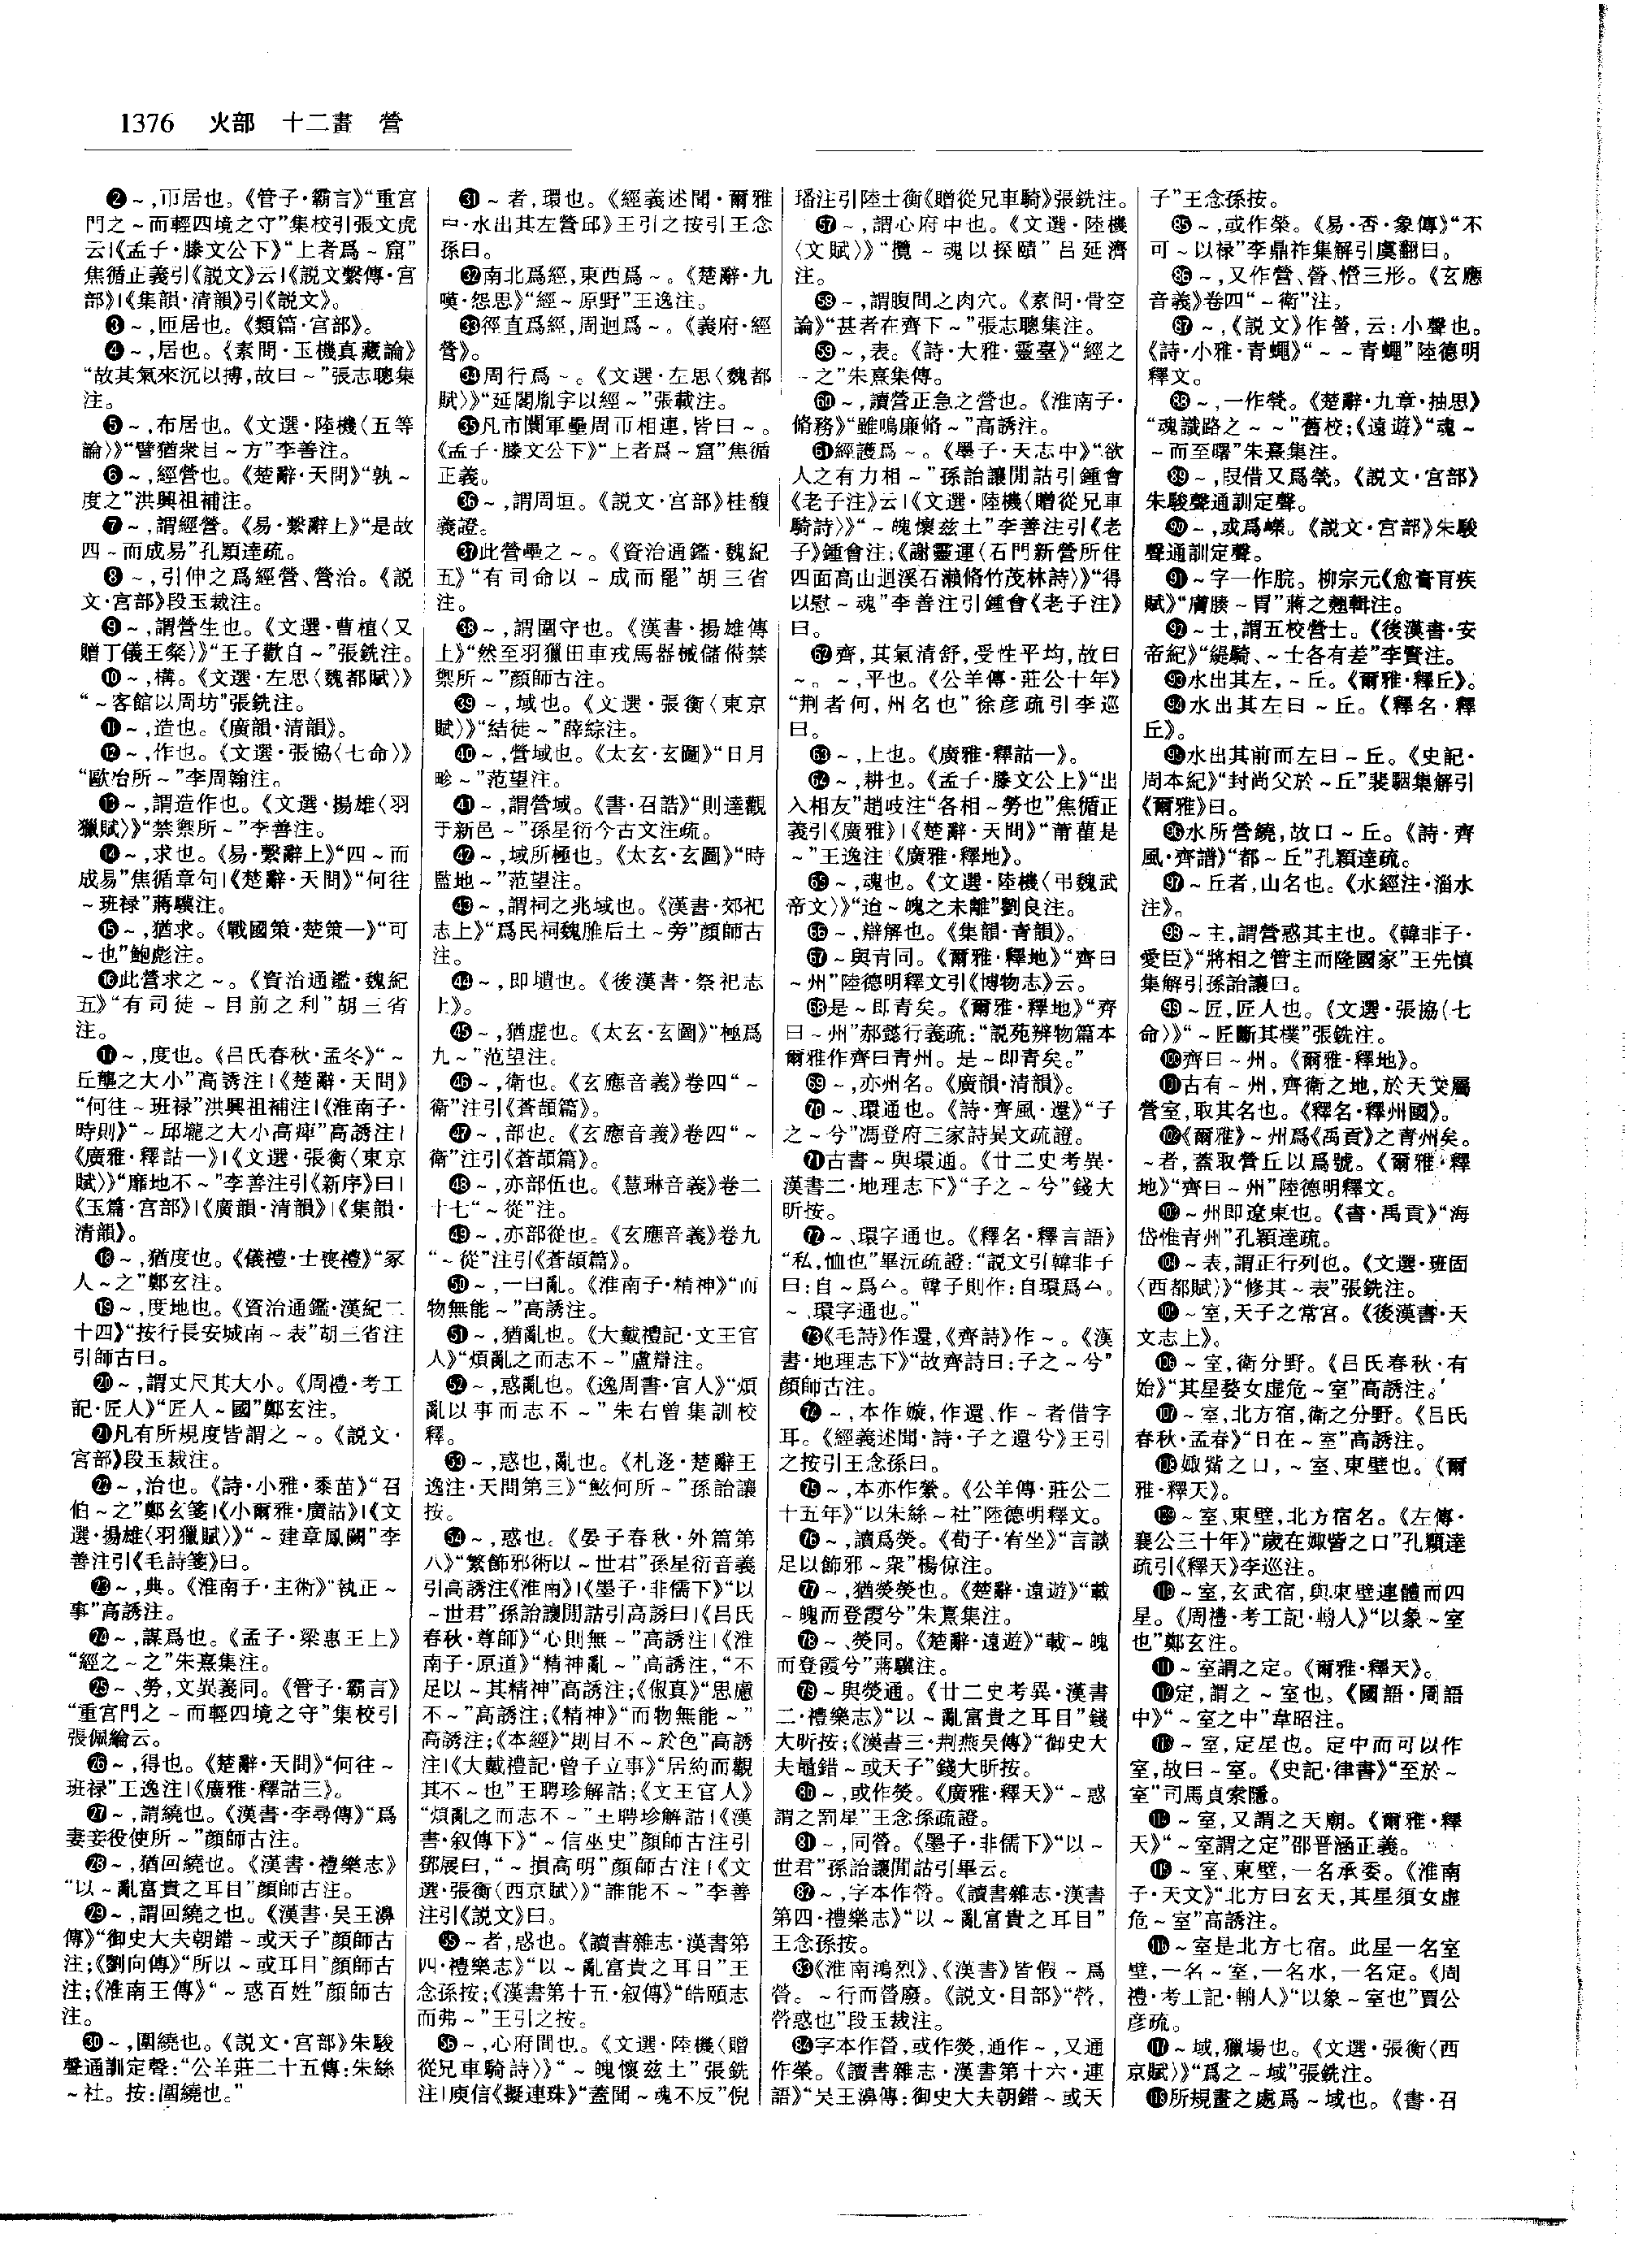 1376　火部　十二畫　營
❷～,帀居也。《管子·霸言》“重宮
門之～而輕四境之守”集校引張文虎
云|《孟子·滕文公下》“上者爲～窟”
焦循正義引《說文》云|《說文繫傳·宮
部》|《集韻·清韻》引《說文》。
❸～,匝居也。《類篇·宮部》。
❹～,居也。《素問·玉機真藏論》
“故其氣來沉以搏,故曰～”張志聰集
注。
❺～,布居也。《文選·陸機〈五等
論〉》“譬猶衆目～方”李善注。
❻～,經營也。《楚辭·天問》“孰～
度之”洪興祖補注。
❼～,謂經營。《易·繫辭上》“是故
四～而成易”孔穎達疏。
❽～,引伸之爲經營、營治。《説
文·宮部》段玉裁注。
❾～,謂營生也。《文選·曹植〈又
贈丁儀王粲〉》“王子歡自～”張銑注。
❿～,構。《文選·左思〈魏都賦〉》
“～客館以周坊”張銑注。
⓫～,造也。《廣韻·清韻》。
⓬～,作也。《文選·張協〈七命〉》
“歐冶所～”李周翰注。
⓭～,謂造作也。《文選·揚雄〈羽
獵賦〉》“禁禦所～”李善注。
⓮～,求也。《易·繫辭上》“四～而
成易”焦循章句|《楚辭·天問》“何往
～班禄”蔣驥注。
⓯～,猶求。《戰國策·楚策一》“可
～也”鮑彪注。
⓰此營求之～。《資治通鑑·魏紀
五》“有司徒～目前之利”胡三省
注。
⓱～,度也。《吕氏春秋·孟冬》“～
丘壟之大小”高誘注|《楚辭·天問》
“何往～班禄”洪興祖補注|《淮南子·
時則》“～邱壠之大小高痺”高誘注|
《廣雅·釋詁一》|《文選·張衡〈東京
賦〉》“靡地不～”李善注引《新序》曰|
《玉篇·宮部》|《廣韻·清韻》|《集韻·
清韻》。
⓲～,猶度也。《儀禮·士喪禮》“冢
人～之”鄭玄注。
⓳～,度地也。《資治通鑑·漢紀二
十四》“按行長安城南～表”胡三省注
引師古曰。
⓴～,謂丈尺其大小。《周禮·考工
記·匠人》“匠人～國”鄭玄注。
㉑凡有所規度皆謂之～。《説文·
宮部》段玉裁注。
㉒～,治也。《詩·小雅·黍苗》“召
伯～之”鄭玄箋|《小爾雅·廣詁》|《文
選·揚雄〈羽獵賦〉》“～建章鳳闕”李
善注引《毛詩箋》曰。
㉓～,典。《淮南子·主術》“執正～
事”高誘注。
㉔～,謀爲也。《孟子·梁惠王上》
“經之～之”朱熹集注。
㉕～、勞,文異義同。《管子·霸言》
“重宮門之～而輕四境之守”集校引
張佩綸云。
㉖～,得也。《楚辭·天問》“何往～
班禄”王逸注|《廣雅·釋詁三》。
㉗～,謂繞也。《漢書·李尋傳》“爲
妻妾役使所～”顔師古注。
㉘～,猶回繞也。《漢書·禮樂志》
“以～亂富貴之耳目”顔師古注。
㉙～,謂回繞之也。《漢書·吴王濞
傳》“御史大夫朝錯～或天子”顔師古
注;《劉向傳》“所以～或耳目”顔師古
注;《淮南王傳》“～惑百姓”顔師古
注。
㉚～,圍繞也。《説文·宮部》朱駿
聲通訓定聲:“公羊莊二十五傳:朱絲
～社。按:圍繞也。”
㉛～者,環也。《經義述聞·爾雅
中·水出其左營邱》王引之按引王念
孫曰。
㉜南北爲經,東西爲～。《楚辭·九
嘆·怨思》“經～原野”王逸注。
㉝徑直爲經,周迴爲～。《義府·經
營》。
㉞周行爲～。《文選·左思〈魏都
賦〉》“延閣胤宇以經～”張載注。
㉟凡市闤軍壘周帀相連,皆曰～。
《孟子·滕文公下》“上者爲～窟”焦循
正義。
㊱～,謂周垣。《説文·宮部》桂馥
義證。
㊲此營壘之～。《資治通鑑·魏紀
五》“有司命以～成而罷”胡三省
注。
㊳～,謂圍守也。《漢書·揚雄傳
上》“然至羽獵田車戎馬器械儲偫禁
禦所～”顔師古注。
㊴～,域也。《文選·張衡〈東京
賦〉》“結徒～”薛綜注。
㊵～,營域也。《太玄·玄圖》“日月
畛～”范望注。
㊶～,謂營域。《書·召誥》“則達觀
于新邑～”孫星衍今古文注疏。
㊷～,域所極也。《太玄·玄圖》“時
監地～”范望注。
㊸～,謂祠之兆域也。《漢書·郊祀
志上》“爲民祠魏脽后土～旁”顔師古
注。
㊹～,即壝也。《後漢書·祭祀志
上》。
㊺～,猶虚也。《太玄·玄圖》“極爲
九～”范望注。
㊻～,衛也。《玄應音義》卷四“～
衛”注引《蒼頡篇》。
㊼～,部也。《玄應音義》卷四“～
衛”注引《蒼頡篇》。
㊽～,亦部伍也。《慧琳音義》卷二
十七“～從”注。
㊾～,亦部從也。《玄應音義》卷九
“～從”注引《蒼頡篇》。
㊿～,一曰亂。《淮南子·精神》“而
物無能～”高誘注。
51～,猶亂也。《大戴禮記·文王官
人》“煩亂之而志不～”盧辯注。
52～,惑亂也。《逸周書·官人》“煩
亂以事而志不～”朱右曾集訓校
釋。
53～,惑也,亂也。《札迻·楚辭王
逸注·天問第三》“鮌何所～”孫詒讓
按。
54～,惑也。《晏子春秋·外篇第
八》“繁飾邪術以～世君”孫星衍音義
引高誘注《淮南》|《墨子·非儒下》“以
～世君”孫詒讓閒詁引高誘曰|《吕氏
春秋·尊師》“心則無～”高誘注|《淮
南子·原道》“精神亂～”高誘注,“不
足以～其精神”高誘注;《俶真》“思慮
不～”高誘注;《精神》“而物無能～”
高誘注;《本經》“則目不～於色”高誘
注|《大戴禮記·曾子立事》“居約而觀
其不～也”王聘珍解詁;《文王官人》
“煩亂之而志不～”王聘珍解詁|《漢
書·叙傳下》“～信巫史”顔師古注引
鄧展曰,“～損高明”顔師古注|《文
選·張衡〈西京賦〉》“誰能不～”李善
注引《説文》曰。
55～者,惑也。《讀書雜志·漢書第
四·禮樂志》“以～亂富貴之耳目”王
念孫按;《漢書第十五·叙傳》“皓頤志
而弗～”王引之按。
56～,心府間也。《文選·陸機〈贈
從兄車騎詩〉》“～魄懷兹土”張銑
注|庾信《擬連珠》“蓋聞～魂不反”倪
璠注引陸士衡《贈從兄車騎》張銑注。
57～,謂心府中也。《文選·陸機
〈文賦〉》“攬～魂以探賾”吕延濟
注。
58～,謂腹間之肉穴。《素問·骨空
論》“甚者在齊下～”張志聰集注。
59～,表。《詩·大雅·靈臺》“經之
～之”朱熹集傳。
60～,讀營正急之營也。《淮南子·
脩務》“雖鳴廉脩～”高誘注。
61經護爲～。《墨子·天志中》“欲
人之有力相～”孫詒讓閒詁引鍾會
《老子注》云|《文選·陸機〈贈從兄車
騎詩〉》“～魄懷兹土”李善注引《老
子》鍾會注;《謝靈運〈石門新營所住
四面高山迴溪石瀨脩竹茂林詩〉》“得
以慰～魂”李善注引鍾會《老子注》
曰。
62齊,其氣清舒,受性平均,故曰
～。～,平也。《公羊傳·莊公十年》
“荆者何,州名也”徐彦疏引李巡
曰。
63～,上也。《廣雅·釋詁一》。
64～,耕也。《孟子·滕文公上》“出
入相友”趙岐注“各相～勞也”焦循正
義引《廣雅》|《楚辭·天問》“莆雚是
～”王逸注《廣雅·釋地》。
65～,魂也。《文選·陸機〈弔魏武
帝文〉》“迨～魄之未離”劉良注。
66～,辯解也。《集韻·青韻》。
67～與青同。《爾雅·釋地》“齊曰
～州”陸德明釋文引《博物志》云。
68是～即青矣。《爾雅·釋地》“齊
曰～州”郝懿行義疏:“説苑辨物篇本
爾雅作齊曰青州。是～即青矣。”
69～,亦州名。《廣韻·清韻》。
70～、環通也。《詩·齊風·還》“子
之～兮”馮登府三家詩異文疏證。
71古書～與環通。《廿二史考異·
漢書二·地理志下》“子之～兮”錢大
昕按。
72～、環字通也。《釋名·釋言語》
“私,恤也”畢沅疏證:“説文引韓非子
曰:自～爲厶。韓子則作:自環爲厶。
～、環字通也。”
73《毛詩》作還,《齊詩》作～。《漢
書·地理志下》“故齊詩曰:子之～兮”
顔師古注。
74～,本作嫙,作還、作～者借字
耳。《經義述聞·詩·子之還兮》王引
之按引王念孫曰。
75～,本亦作縈。《公羊傳·莊公二
十五年》“以朱絲～社”陸德明釋文。
76～,讀爲熒。《荀子·宥坐》“言談
足以飾邪～衆”楊倞注。
77～,猶熒熒也。《楚辭·遠遊》“載
～魄而登霞兮”朱熹集注。
78～、熒同。《楚辭·遠遊》“載～魄
而登霞兮”蔣驥注。
79～與熒通。《廿二史考異·漢書
二·禮樂志》“以～亂富貴之耳目”錢
大昕按;《漢書三·荆燕吴傳》“御史大
夫鼂錯～或天子”錢大昕按。
80～,或作熒。《廣雅·釋天》“～惑
謂之罰星”王念孫疏證。
81～,同營。《墨子·非儒下》“以～
世君”孫詒讓閒詁引畢云。
82～,字本作䁝。《讀書雜志·漢書
第四·禮樂志》“以～亂富貴之耳目”
王念孫按。
83《淮南鴻烈》、《漢書》皆假～爲
䁝。～行而䁝廢。《説文·目部》“䁝,
䁝惑也”段玉裁注。
84字本作䁝,或作熒,通作～,又通
作榮。《讀書雜志·漢書第十六·連
語》“吴王濞傳:御史大夫朝錯～或天
子”王念孫按。
85～,或作榮。《易·否·象傳》“不
可～以禄”李鼎祚集解引虞翻曰。
86～,又作營、䁝、㦦三形。《玄應
音義》卷四“～衛”注。
87～,《説文》作謍,云:小聲也。
《詩·小雅·青蠅》“～～青蠅”陸德明
釋文。
88～,一作煢。《楚辭·九章·抽思》
“魂識路之～～”舊校;《遠遊》“魂～
～而至曙”朱熹集注。
89～,叚借又爲煢。《説文·宮部》
朱駿聲通訓定聲。
90～,或爲嶸。《説文·宮部》朱駿
聲通訓定聲。
91～字一作脘。柳宗元《愈膏肓疾
賦》“膚腠～胃”蔣之翹輯注。
92～士,謂五校營士。《後漢書·安
帝紀》“緹騎、～士各有差”李賢注。
93水出其左,～丘。《爾雅·釋丘》。
94水出其左曰～丘。《釋名·釋
丘》。
95水出其前而左曰～丘。《史記·
周本紀》“封尚父於～丘”裴駰集解引
《爾雅》曰。
96水所營繞,故曰～丘。《詩·齊
風·齊譜》“都～丘”孔穎達疏。
97～丘者,山名也。《水經注·淄水
注》。
98～主,謂營惑其主也。《韓非子·
愛臣》“將相之管主而隆國家”王先慎
集解引孫詒讓曰。
99～匠,匠人也。《文選·張協〈七
命〉》“～匠斲其樸”張銑注。
100齊曰～州。《爾雅·釋地》。
101古有～州,齊衛之地,於天文屬
營室,取其名也。《釋名·釋州國》。
102《爾雅》～州爲《禹貢》之青州矣。
～者,蓋取營丘以爲號。《爾雅·釋
地》“齊曰～州”陸德明釋文。
103～州即遼東也。《書·禹貢》“海
岱惟青州”孔穎達疏。
104～表,謂正行列也。《文選·班固
〈西都賦〉》“修其～表”張銑注。
105～室,天子之常宮。《後漢書·天
文志上》。
106～室,衛分野。《吕氏春秋·有
始》“其星婺女虚危～室”高誘注。
107～室,北方宿,衛之分野。《吕氏
春秋·孟春》“日在～室”高誘注。
108娵觜之口,～室、東壁也。《爾
雅·釋天》。
109～室、東壁,北方宿名。《左傳·
襄公三十年》“歲在娵訾之口”孔穎達
疏引《釋天》李巡注。
110～室,玄武宿,與東壁連體而四
星。《周禮·考工記·輈人》“以象～室
也”鄭玄注。
111～室謂之定。《爾雅·釋天》。
112定,謂之～室也。《國語·周語
中》“～室之中”韋昭注。
113～室,定星也。定中而可以作
室,故曰～室。《史記·律書》“至於～
室”司馬貞索隱。
114～室,又謂之天廟。《爾雅·釋
天》“～室謂之定”邵晋涵正義。
115～室、東壁,一名承委。《淮南
子·天文》“北方曰玄天,其星須女虚
危～室”高誘注。
116～室是北方七宿。此星一名室
壁,一名～室,一名水,一名定。《周
禮·考工記·輈人》“以象～室也”賈公
彦疏。
117～域,獵場也。《文選·張衡〈西
京賦〉》“爲之～域”張銑注。
118所規畫之處爲～域也。《書·召